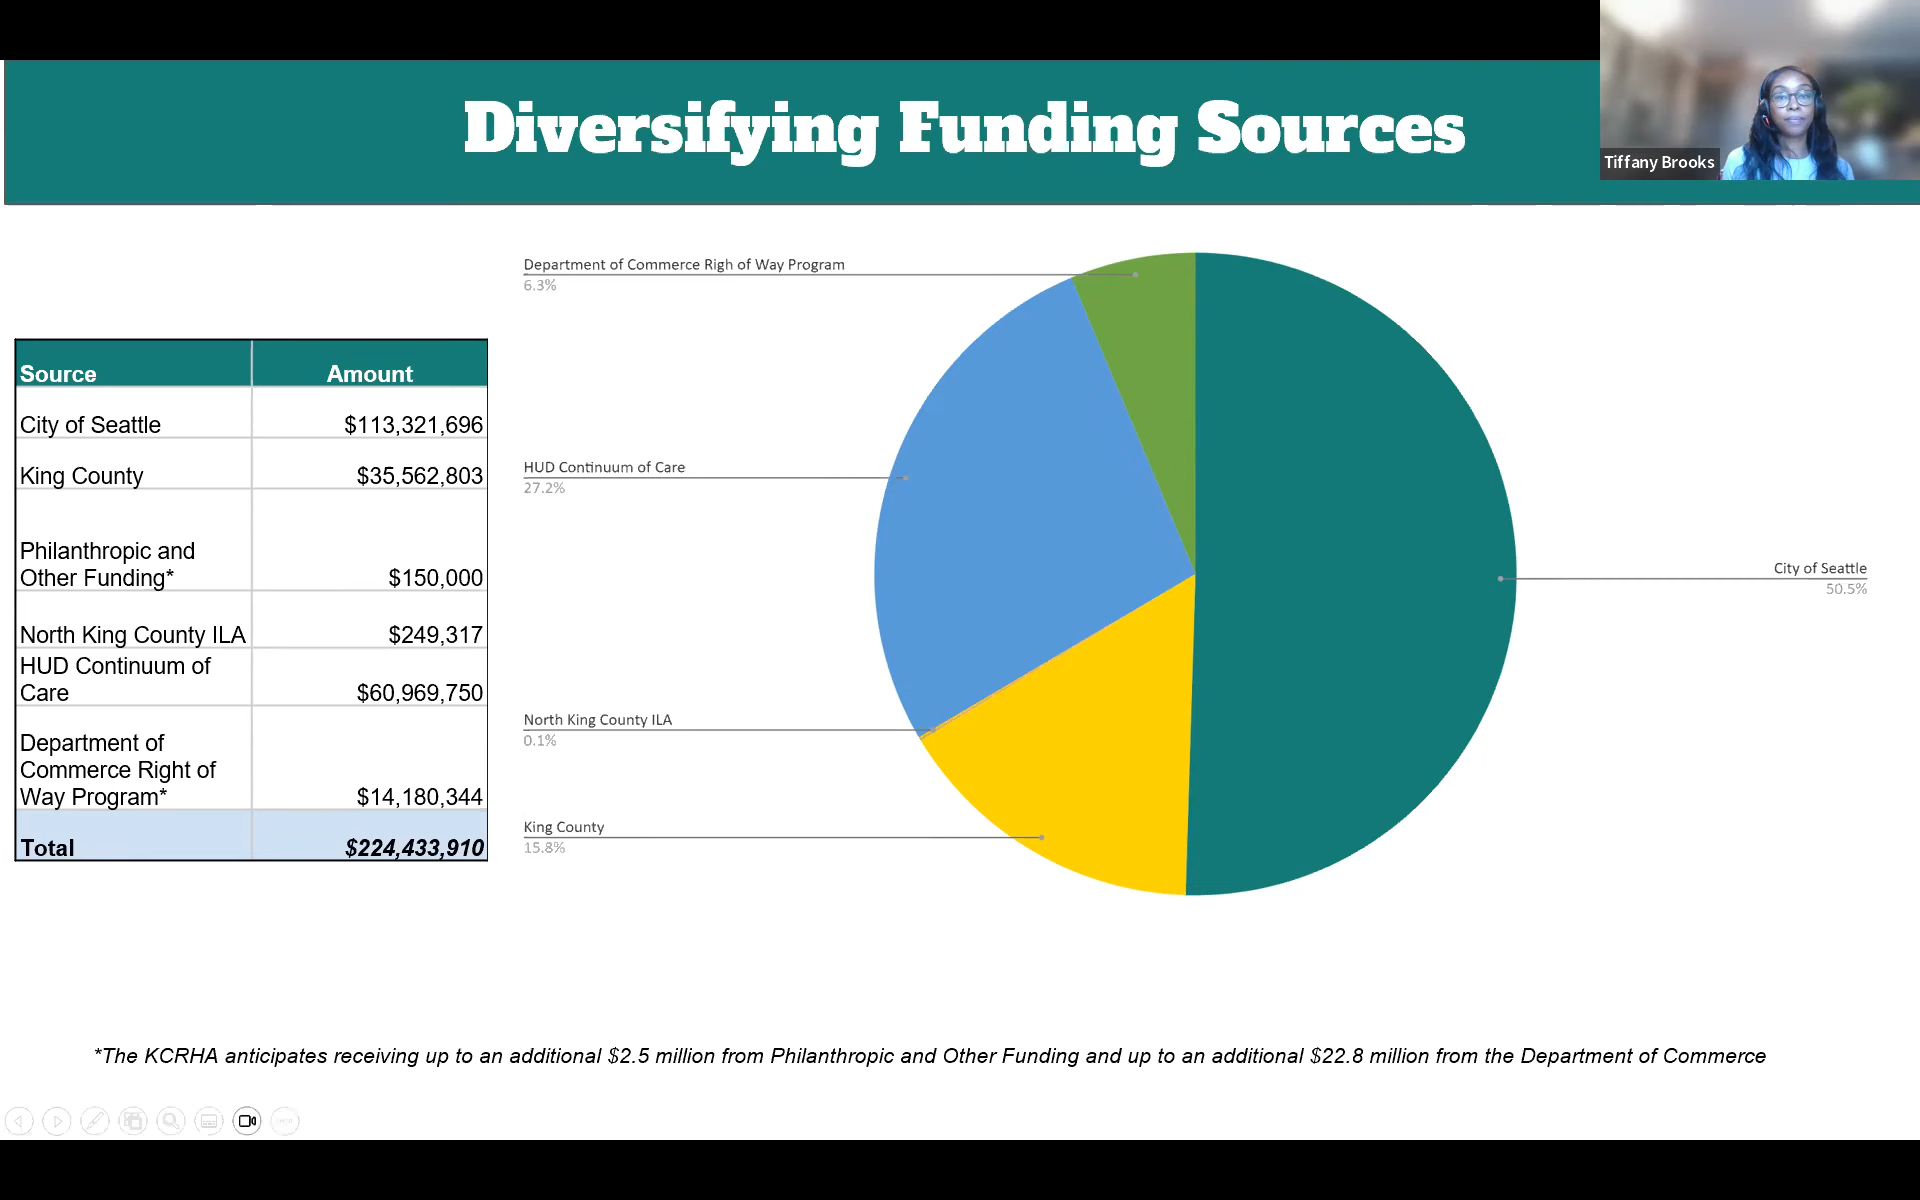 Diversifying Funding Sources
Tiffany Brooks
Source Amount
City of Seattle $113,321,696
King County $35,562,803
Philanthropic and
Other Funding* $150,000
North King County ILA $249,317
HUD Continuum of
Care $60,969,750
Department of
Commerce Right of
Way Program* $14,180,344
Total $224,433,910
Department of Commerce Righ of Way Program
6.3%
HUD Continuum of Care
27.2%
North King County ILA
0.1%
King County
15.8%
City of Seattle
50.5%
*The KCRHA anticipates receiving up to an additional $2.5 million from Philanthropic and Other Funding and up to an additional $22.8 million from the Department of Commerce